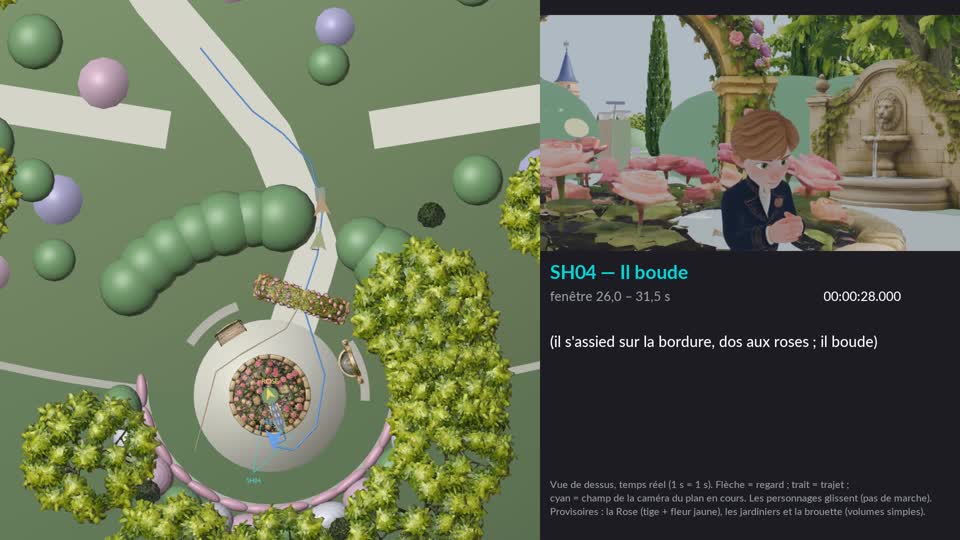 ROSE
SH04
SH04 — Il boude
fenêtre 26,0 – 31,5 s
00:00:28.000
(il s'assied sur la bordure, dos aux roses ; il boude)
Vue de dessus, temps réel (1 s = 1 s). Flèche = regard ; trait = trajet ;
cyan = champ de la caméra du plan en cours. Les personnages glissent (pas de marche).
Provisoires : la Rose (tige + fleur jaune), les jardiniers et la brouette (volumes simples).